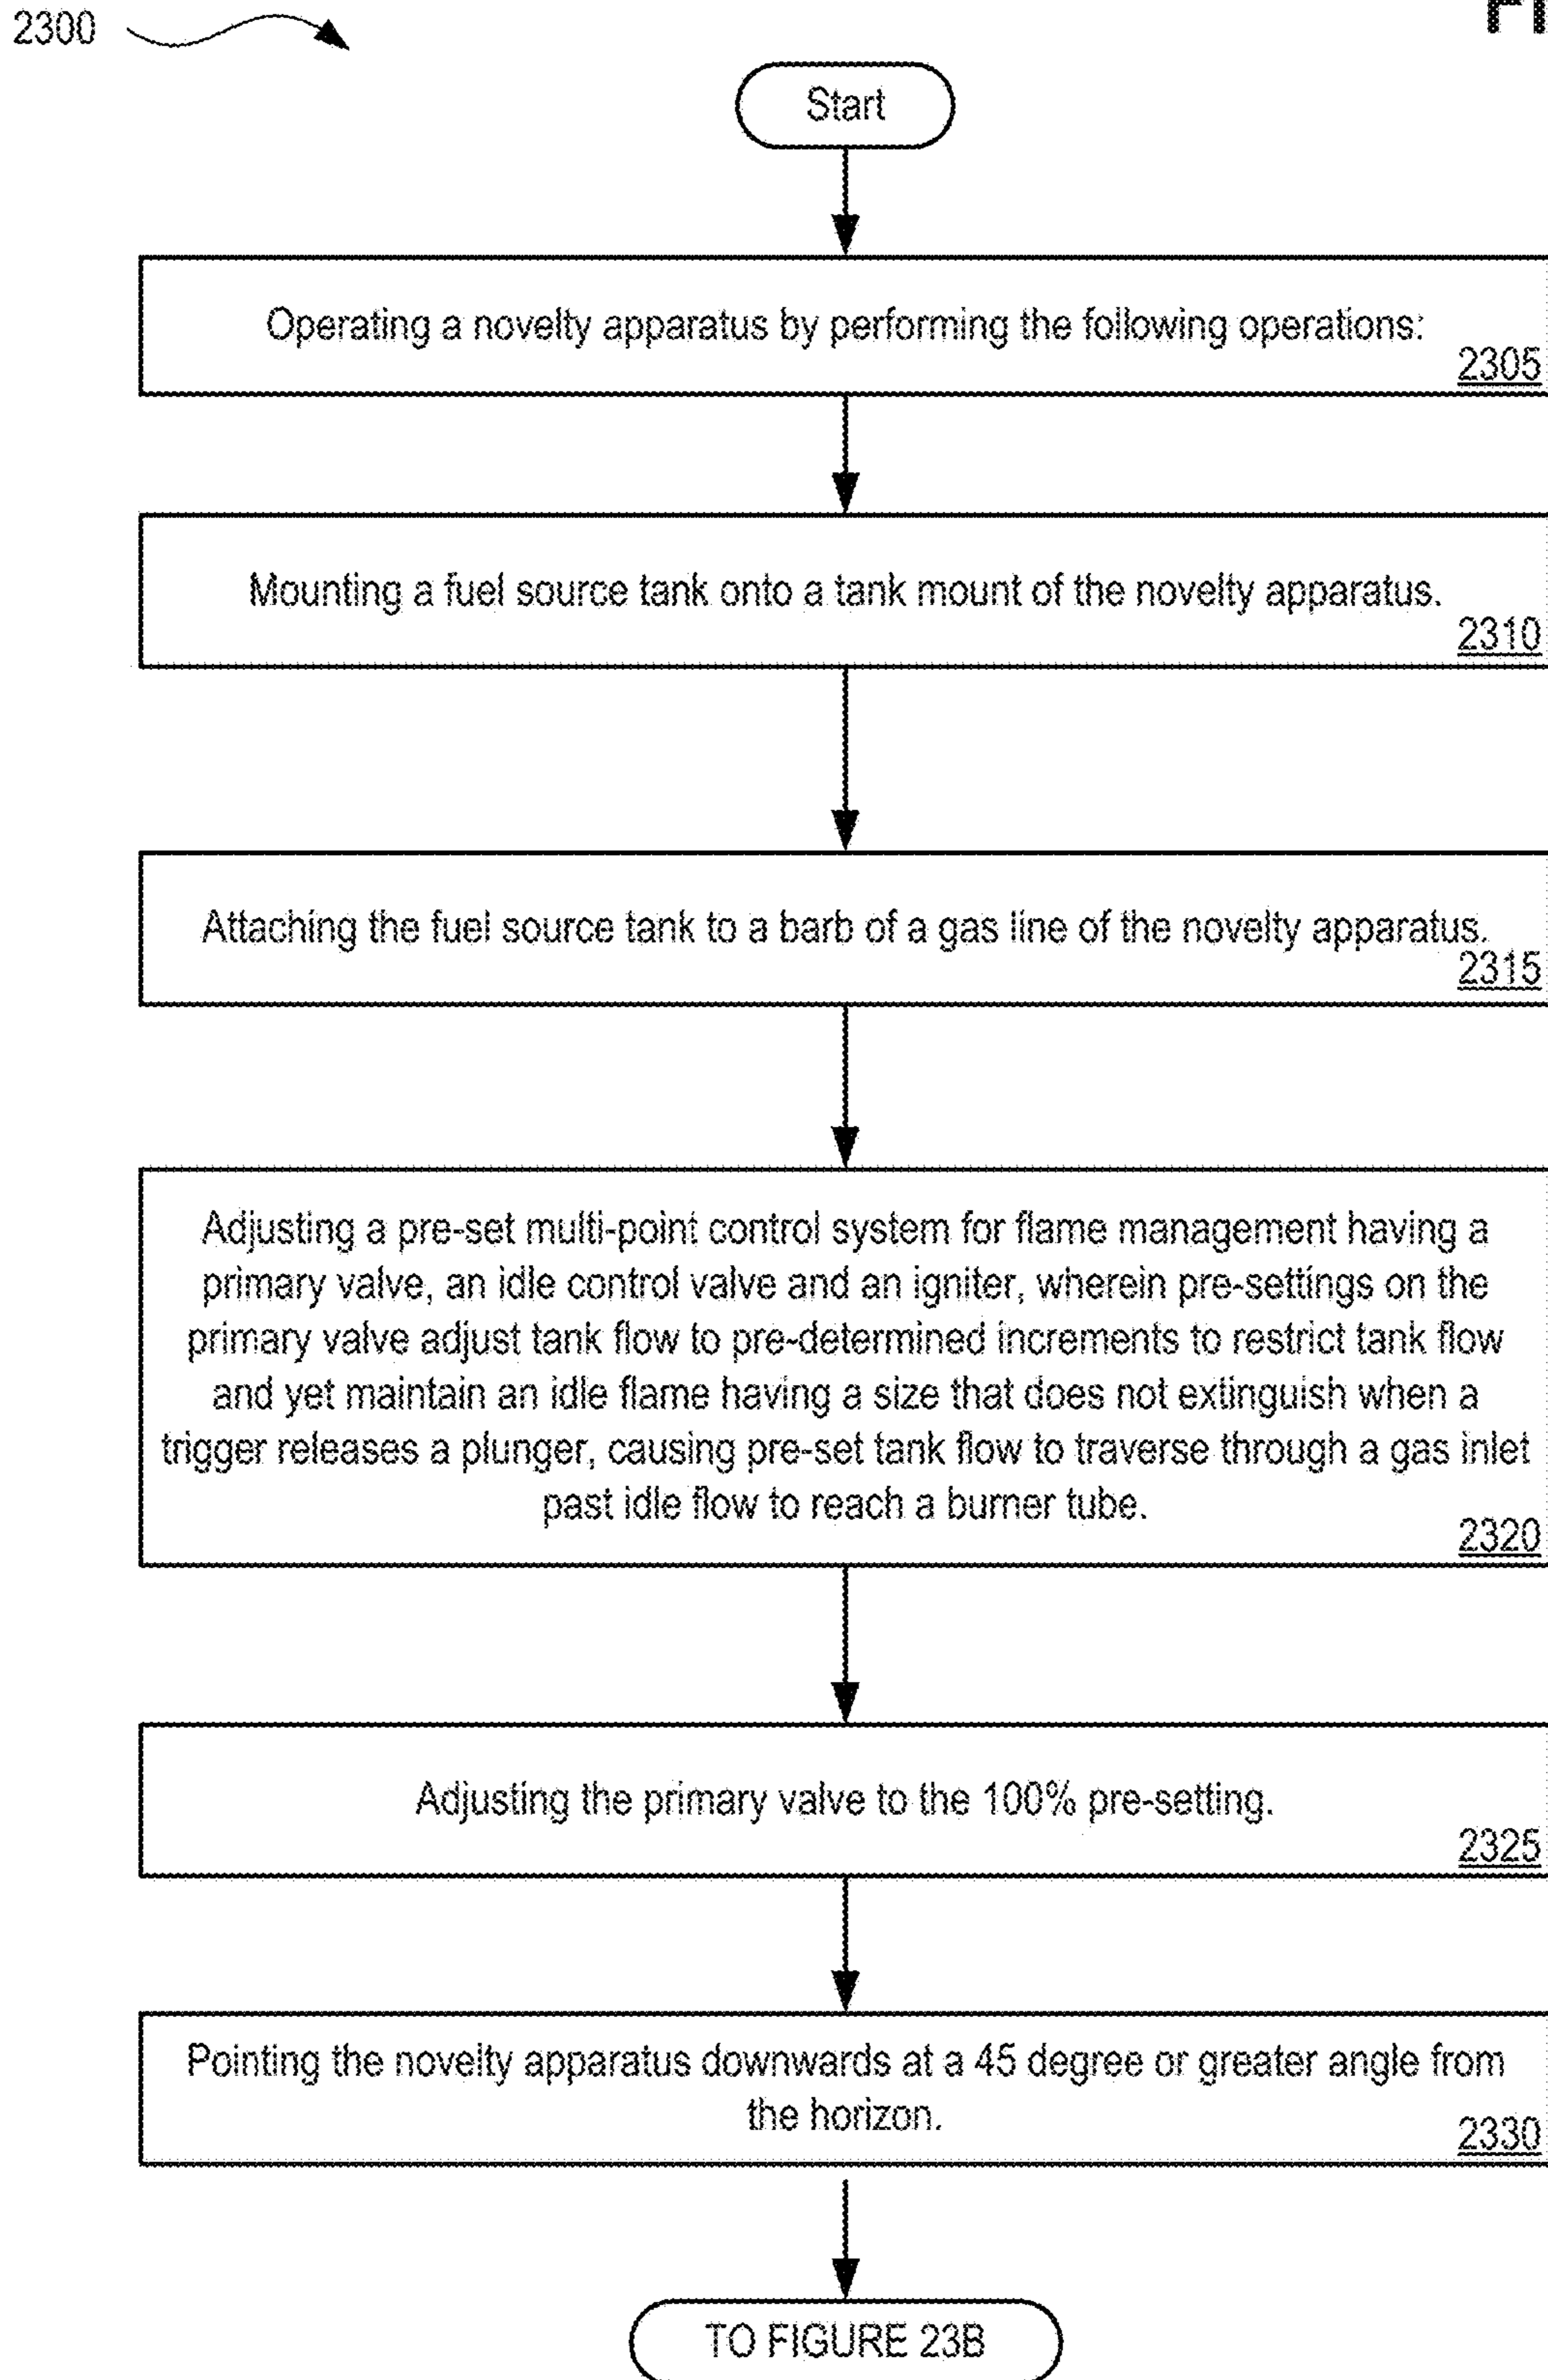 2300
Start
Operating a novelty apparatus by performing the following operations:
2305
Mounting a fuel source tank onto a tank mount of the novelty apparatus.
2310
Attaching the fuel source tank to a barb of a gas line of the novelty apparatus.
2315
Adjusting a pre-set multi-point control system for flame management having a
primary valve, an idle control valve and an igniter, wherein pre-settings on the
primary valve adjust tank flow to pre-determined increments to restrict tank flow
and yet maintain an idle flame having a size that does not extinguish when a
trigger releases a plunger, causing pre-set tank flow to traverse through a gas inlet
past idle flow to reach a burner tube.
2320
Adjusting the primary valve to the 100% pre-setting.
2325
Pointing the novelty apparatus downwards at a 45 degree or greater angle from
the horizon.
2330
TO FIGURE 23B